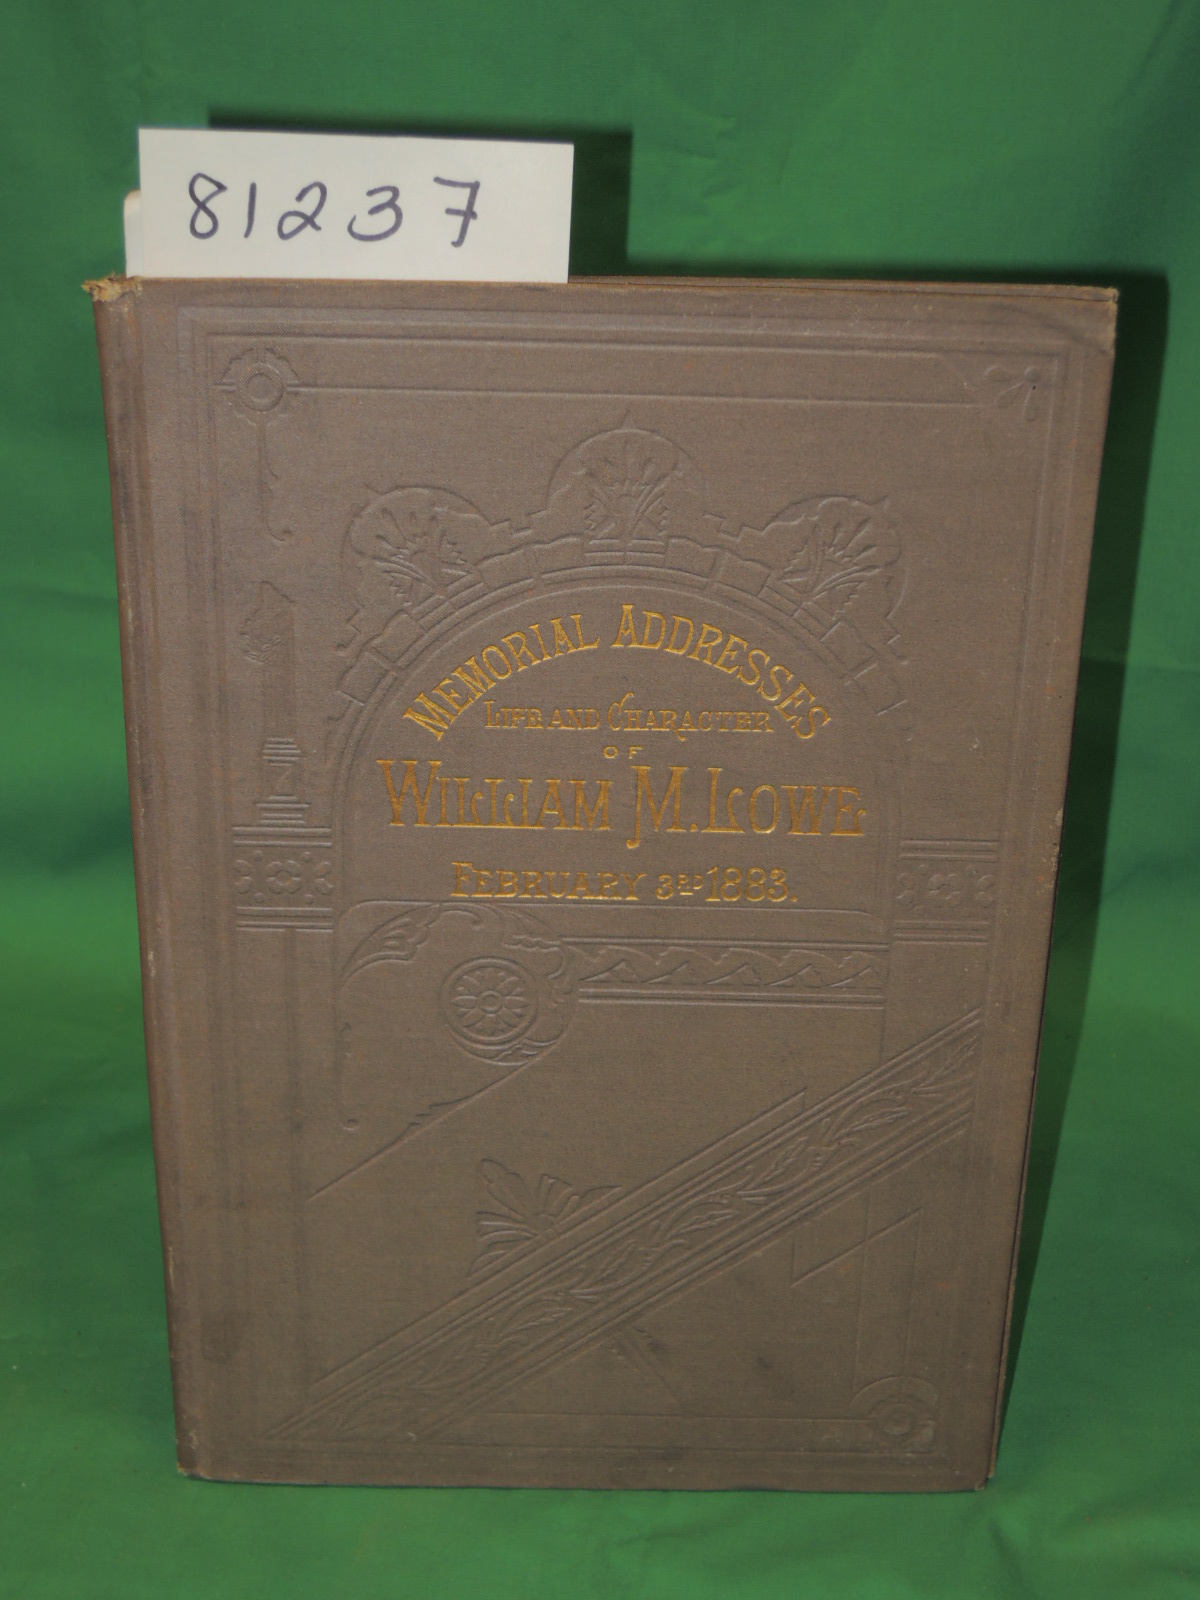 81237
MEMORIAL ADDRESSES
LIFE AND CHARACTER
OF
WILLIAM M. LOWE
FEBRUARY 3RD 1883.